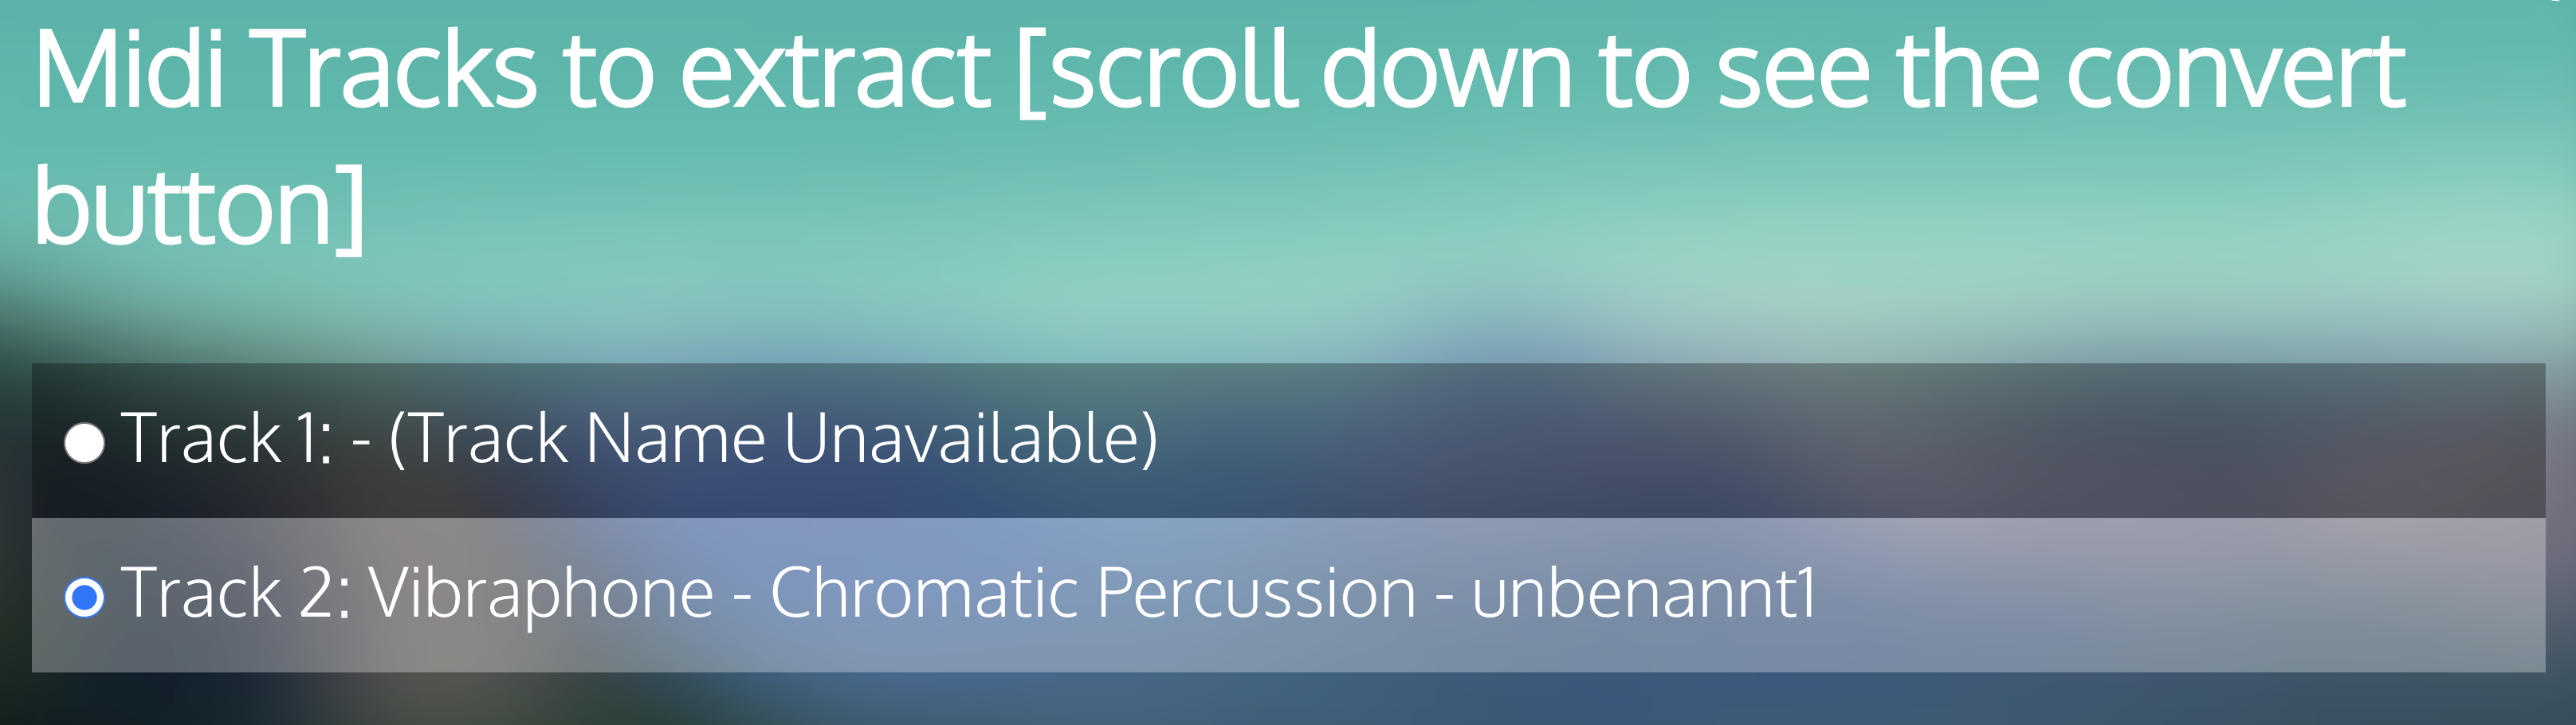 Midi Tracks to extract [scroll down to see the convert
button]
Track 1: - (Track Name Unavailable)
Track 2: Vibraphone - Chromatic Percussion - unbenannt1